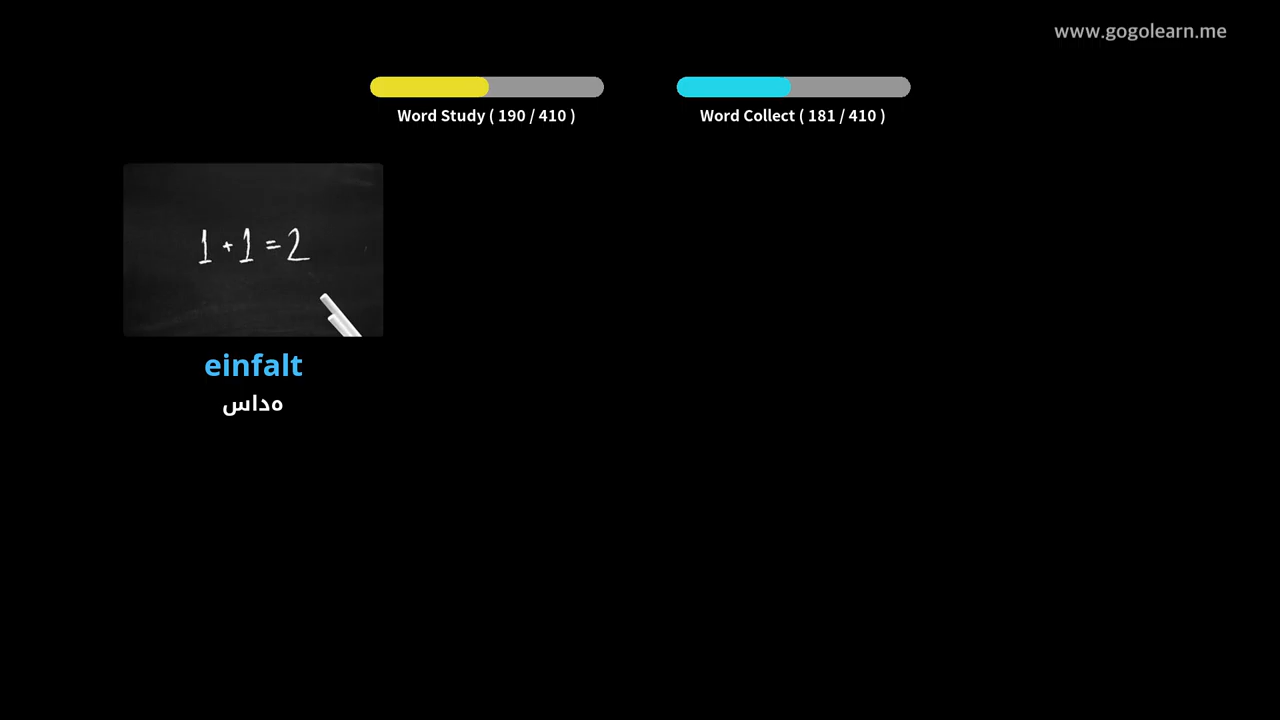 www.gogolearn.me
Word Study ( 190 / 410 )
Word Collect ( 181 / 410 )
1 + 1 = 2
einfalt
ساده